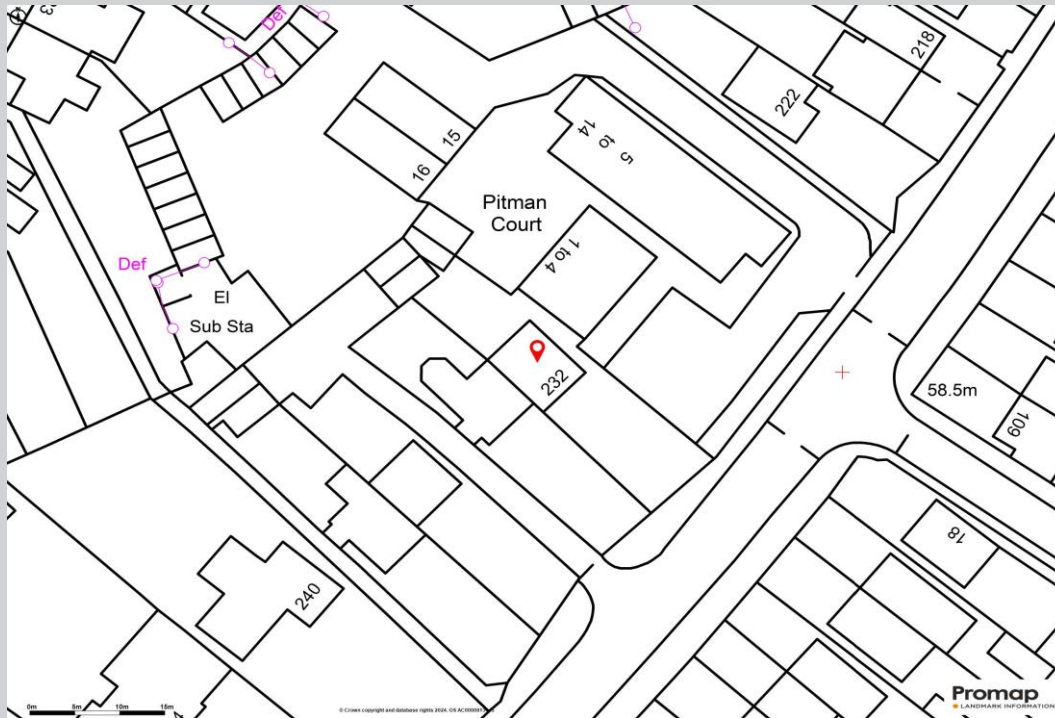 Def
Def
218
222
15
16
5
to
14
Pitman
Court
1 to 4
El
Sub Sta
232
58.5m
109
18
240
0m 5m 10m 15m
© Crown copyright and database rights 2024. OS
Promap
LANDMARK INFORMATION